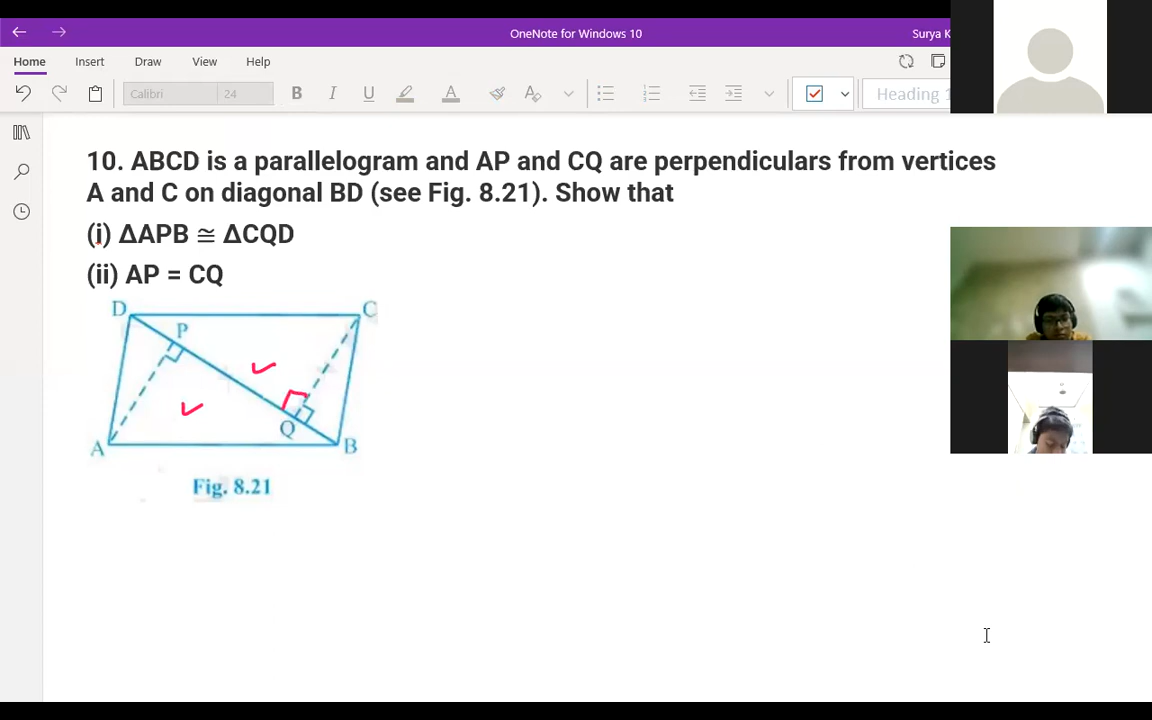 OneNote for Windows 10
Surya K
Home Insert Draw View Help
Calibri 24 B I U A A Heading 1
10. ABCD is a parallelogram and AP and CQ are perpendiculars from vertices
A and C on diagonal BD (see Fig. 8.21). Show that
(i) ΔAPB ≅ ΔCQD
(ii) AP = CQ
D C
P
Q
A B
Fig. 8.21